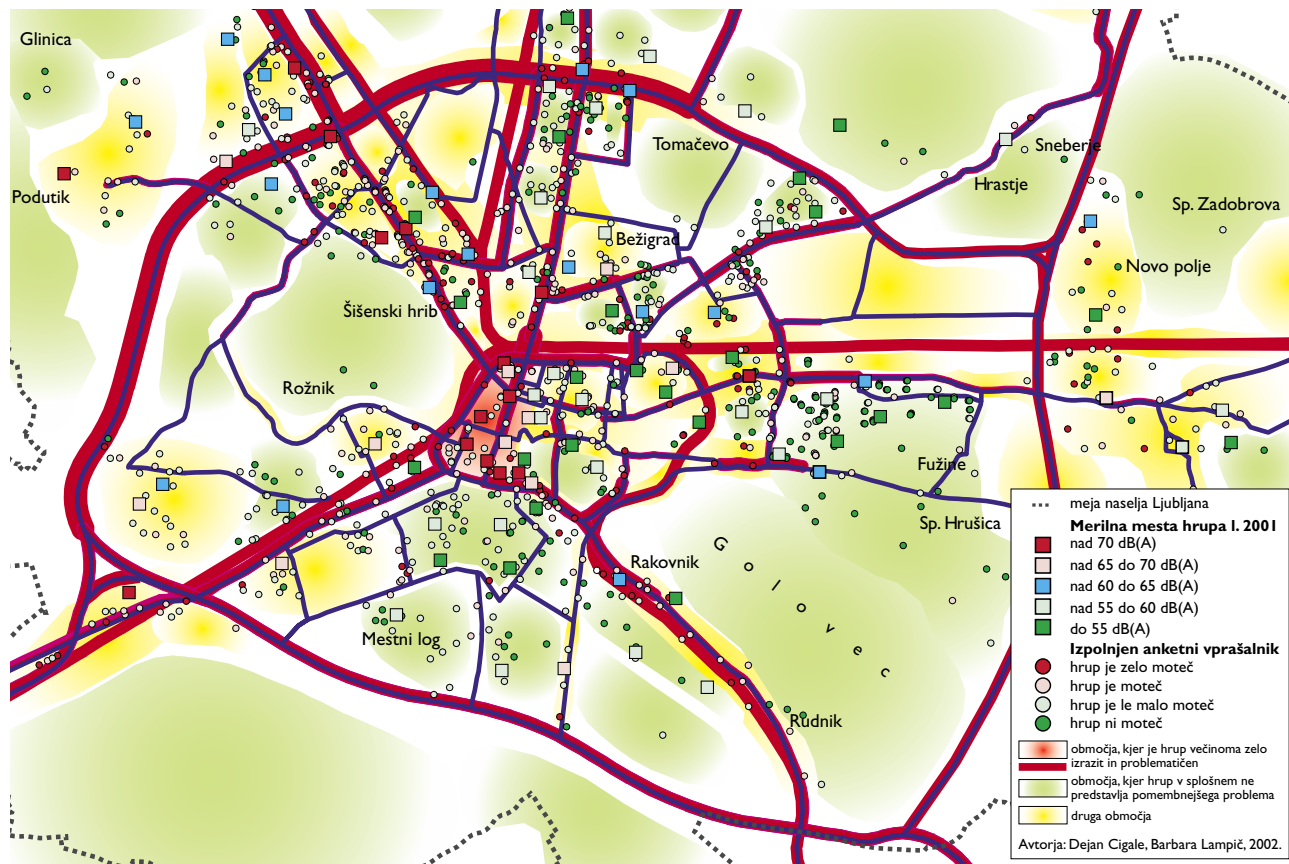 Glinica
Podutik
Tomačevo
Sneberje
Hrastje
Sp. Zadobrova
Bežigrad
Novo polje
Šišenski hrib
Rožnik
Fužine
Sp. Hrušica
Golovec
Rakovnik
Mestni log
Rudnik
meja naselja Ljubljana
Merilna mesta hrupa l. 2001
nad 70 dB(A)
nad 65 do 70 dB(A)
nad 60 do 65 dB(A)
nad 55 do 60 dB(A)
do 55 dB(A)
Izpolnjen anketni vprašalnik
hrup je zelo moteč
hrup je moteč
hrup je le malo moteč
hrup ni moteč
območja, kjer je hrup večinoma zelo
izrazit in problematičen
območja, kjer hrup v splošnem ne
predstavlja pomembnejšega problema
druga območja
Avtorja: Dejan Cigale, Barbara Lampič, 2002.